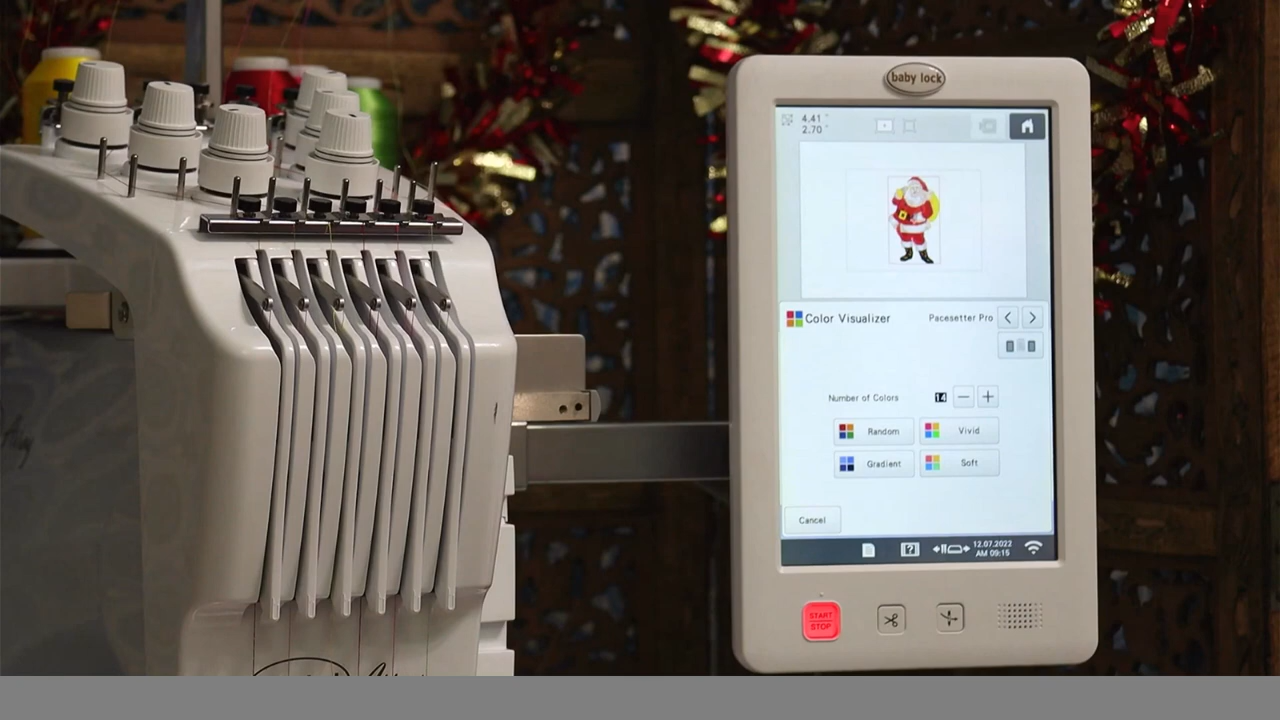 baby lock
4.41 "
2.70 "
Color Visualizer
Pacesetter Pro
Number of Colors 14
Random
Vivid
Gradient
Soft
Cancel
12.07.2022
AM 09:15
START
STOP